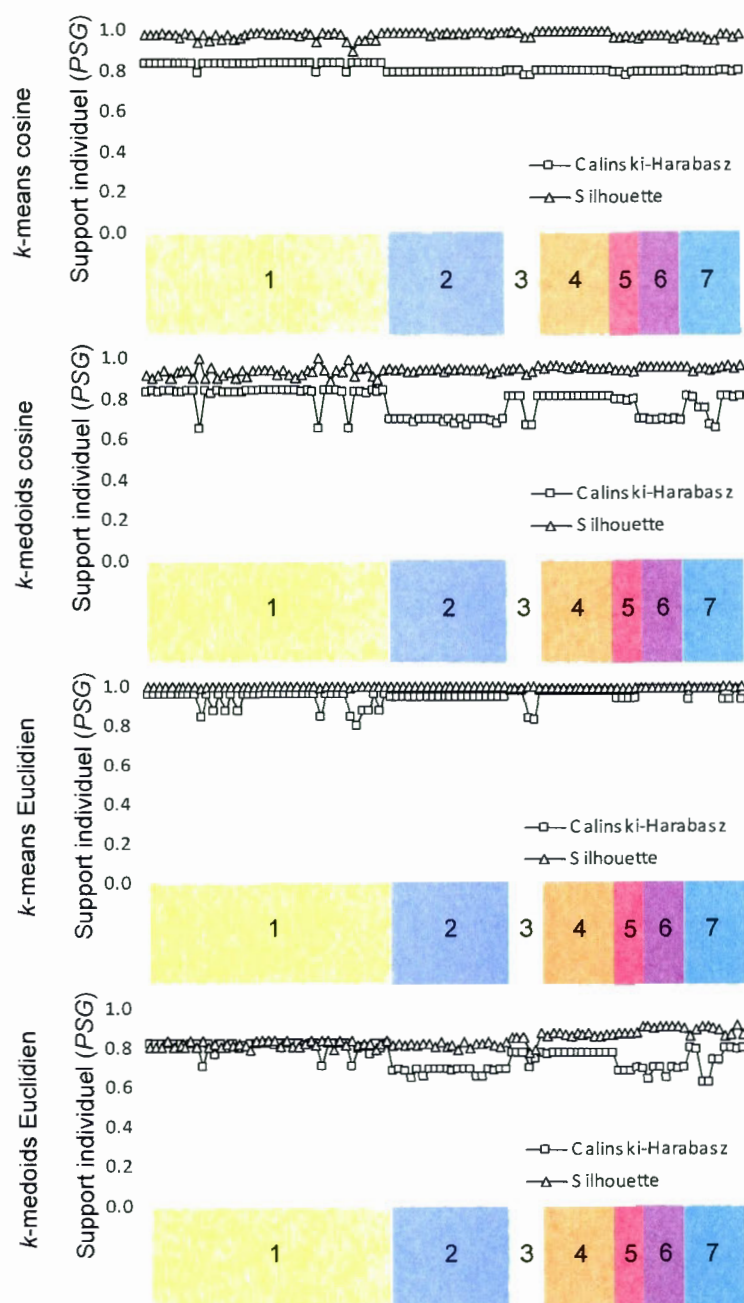 k-means cosine
Support individuel (PSG)
1.0
0.8
0.6
0.4
0.2
0.0
Calinski-Harabasz
Silhouette
1 2 3 4 5 6 7
k-medoids cosine
Support individuel (PSG)
1.0
0.8
0.6
0.4
0.2
0.0
Calinski-Harabasz
Silhouette
1 2 3 4 5 6 7
k-means Euclidien
Support individuel (PSG)
1.0
0.8
0.6
0.4
0.2
0.0
Calinski-Harabasz
Silhouette
1 2 3 4 5 6 7
k-medoids Euclidien
Support individuel (PSG)
1.0
0.8
0.6
0.4
0.2
0.0
Calinski-Harabasz
Silhouette
1 2 3 4 5 6 7